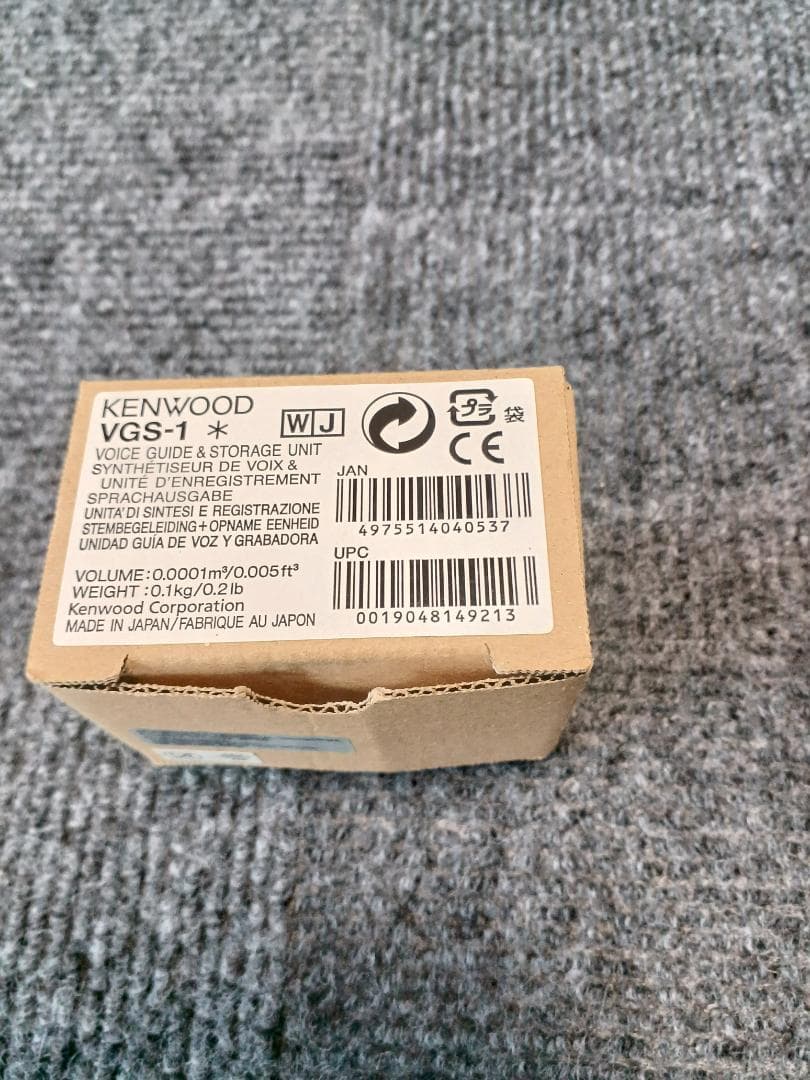 KENWOOD
VGS-1 *
WJ
プラ 袋
CE
VOICE GUIDE & STORAGE UNIT
SYNTHÉTISEUR DE VOIX &
UNITÉ D'ENREGISTREMENT
SPRACHAUSGABE
UNITA' DI SINTESI E REGISTRAZIONE
STEMBEGELEIDING+OPNAME EENHEID
UNIDAD GUÍA DE VOZ Y GRABADORA
JAN
4975514040537
UPC
0019048149213
VOLUME:0.0001m³/0.005ft³
WEIGHT :0.1kg/0.2lb
Kenwood Corporation
MADE IN JAPAN/FABRIQUE AU JAPON